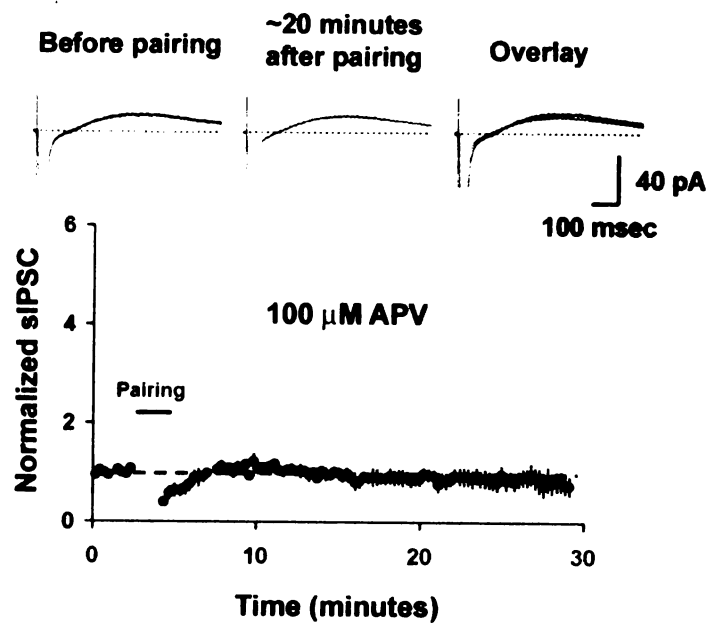 Before pairing
~20 minutes
after pairing
Overlay
40 pA
100 msec
6
4
2
0
Normalized sIPSC
100 μM APV
Pairing
0
10
20
30
Time (minutes)